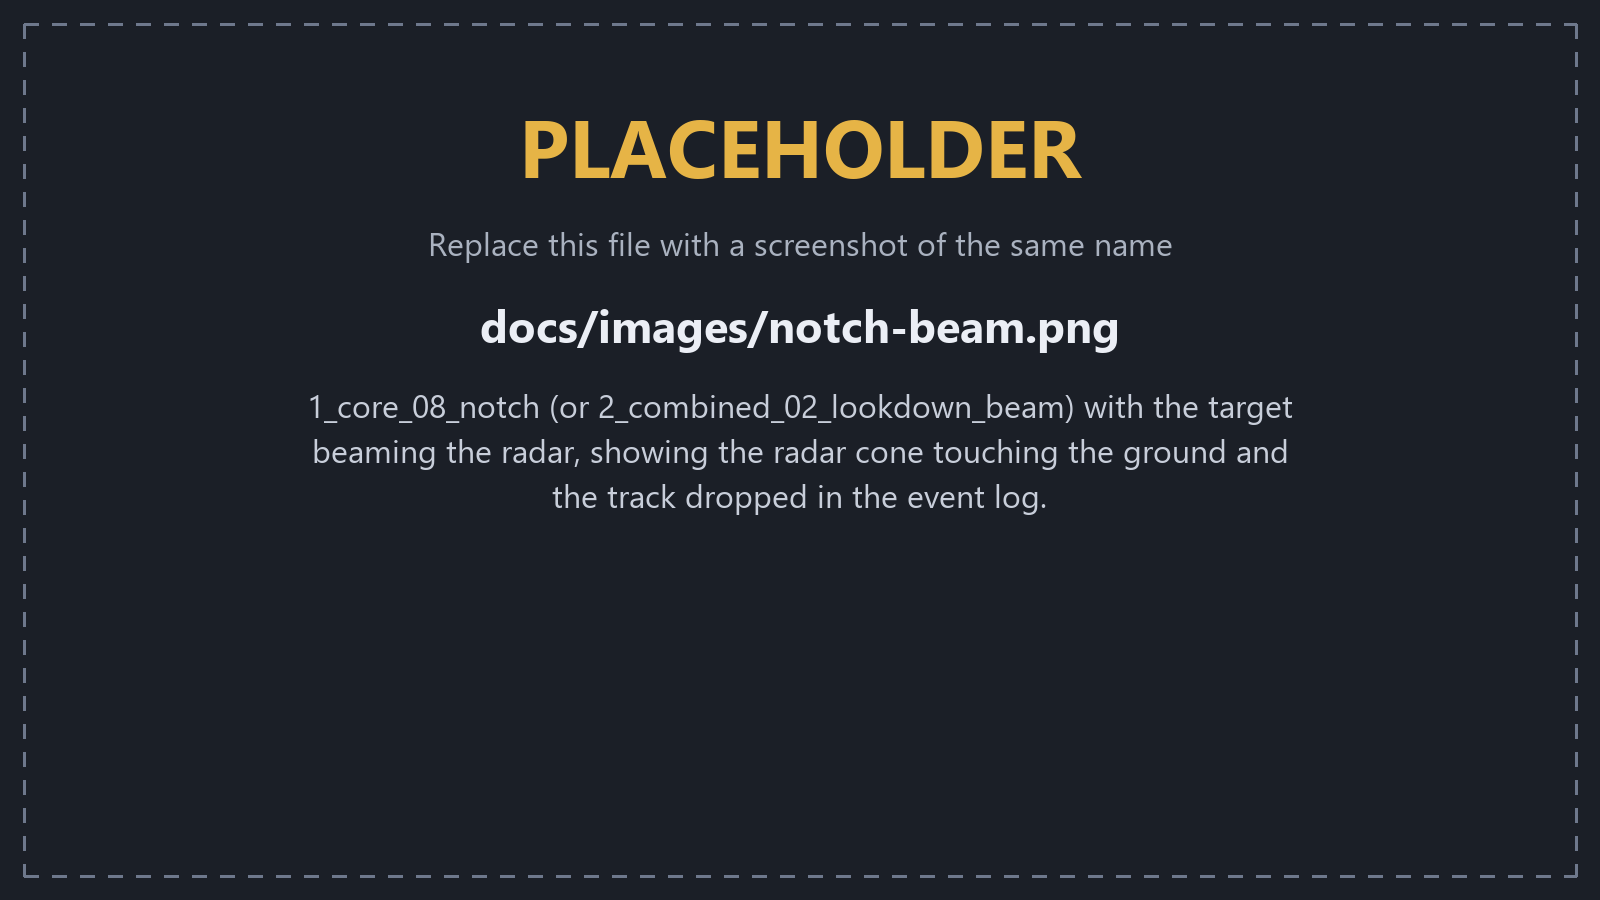 PLACEHOLDER
Replace this file with a screenshot of the same name
docs/images/notch-beam.png
1_core_08_notch (or 2_combined_02_lookdown_beam) with the target
beaming the radar, showing the radar cone touching the ground and
the track dropped in the event log.